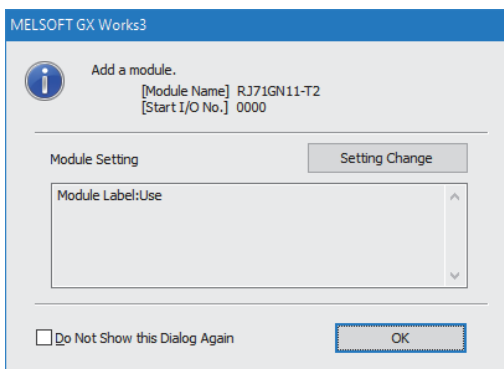 MELSOFT GX Works3
Add a module.
[Module Name] RJ71GN11-T2
[Start I/O No.] 0000
Module Setting
Setting Change
Module Label:Use
Do Not Show this Dialog Again
OK